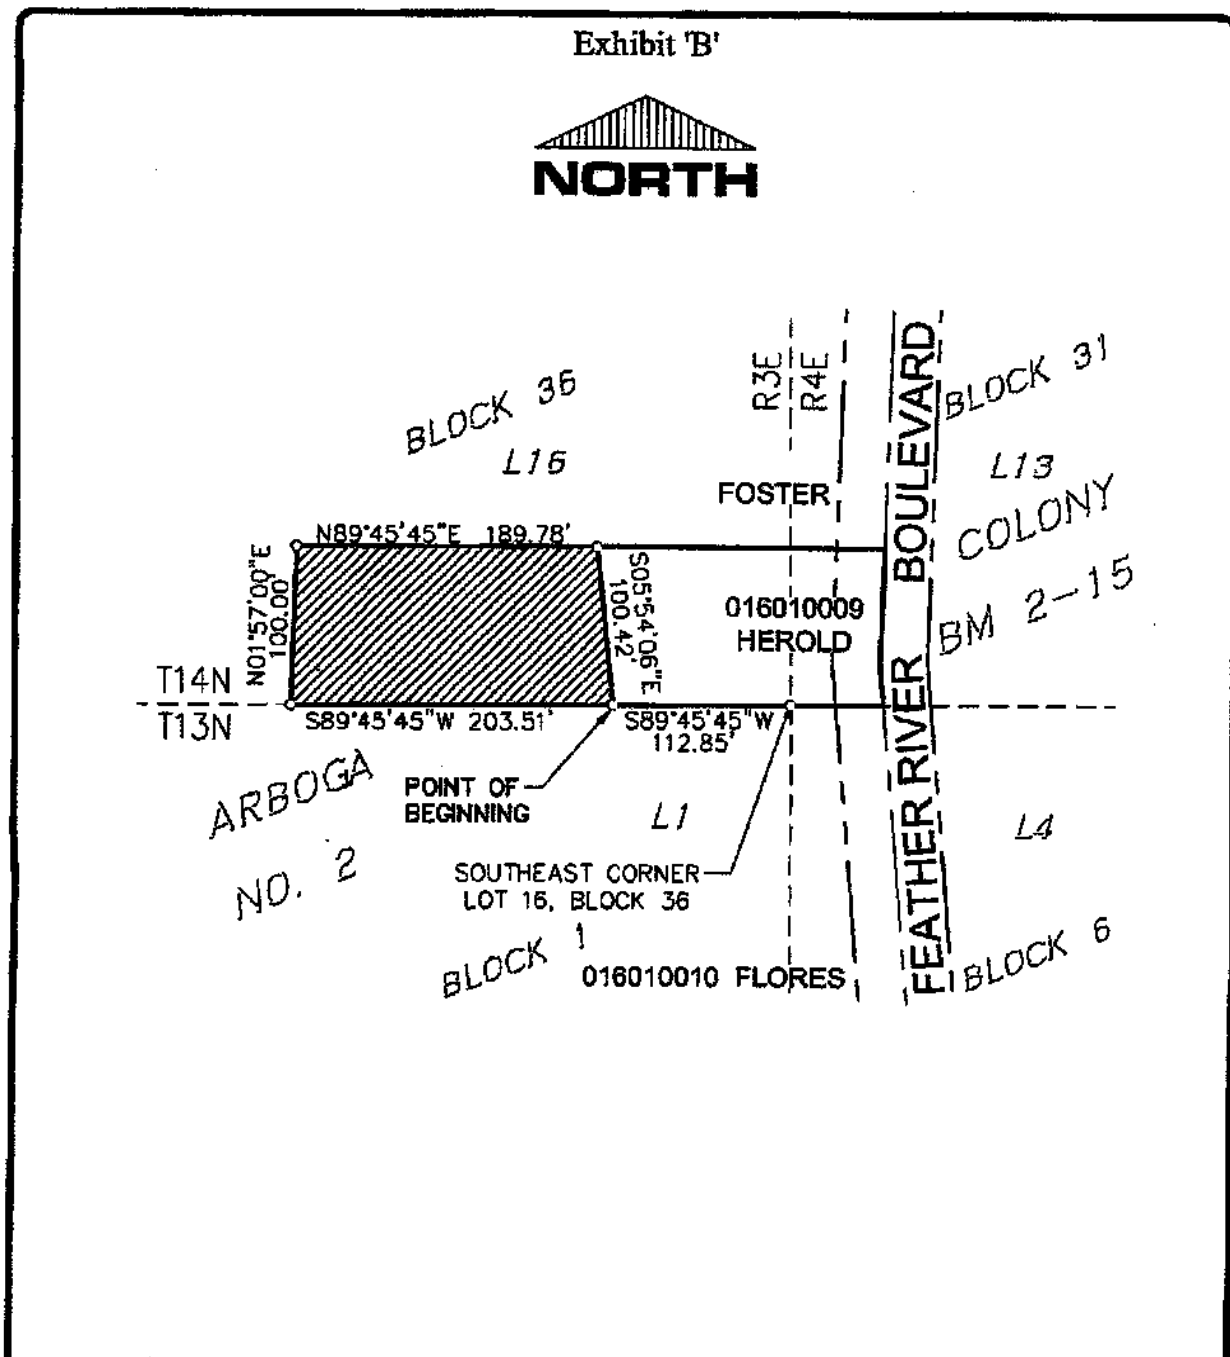 Exhibit 'B'
NORTH
R3E
R4E
BLOCK 36
L16
FOSTER
BLOCK 31
L13
COLONY
BM 2-15
FEATHER RIVER BOULEVARD
N89°45'45"E 189.78'
N01°57'00"E
100.00'
S05°54'06"E
100.42'
016010009
HEROLD
T14N
T13N
S89°45'45"W 203.51'
S89°45'45"W
112.85'
POINT OF
BEGINNING
ARBOGA
NO. 2
L1
L4
SOUTHEAST CORNER
LOT 16, BLOCK 36
BLOCK 1
016010010 FLORES
BLOCK 6